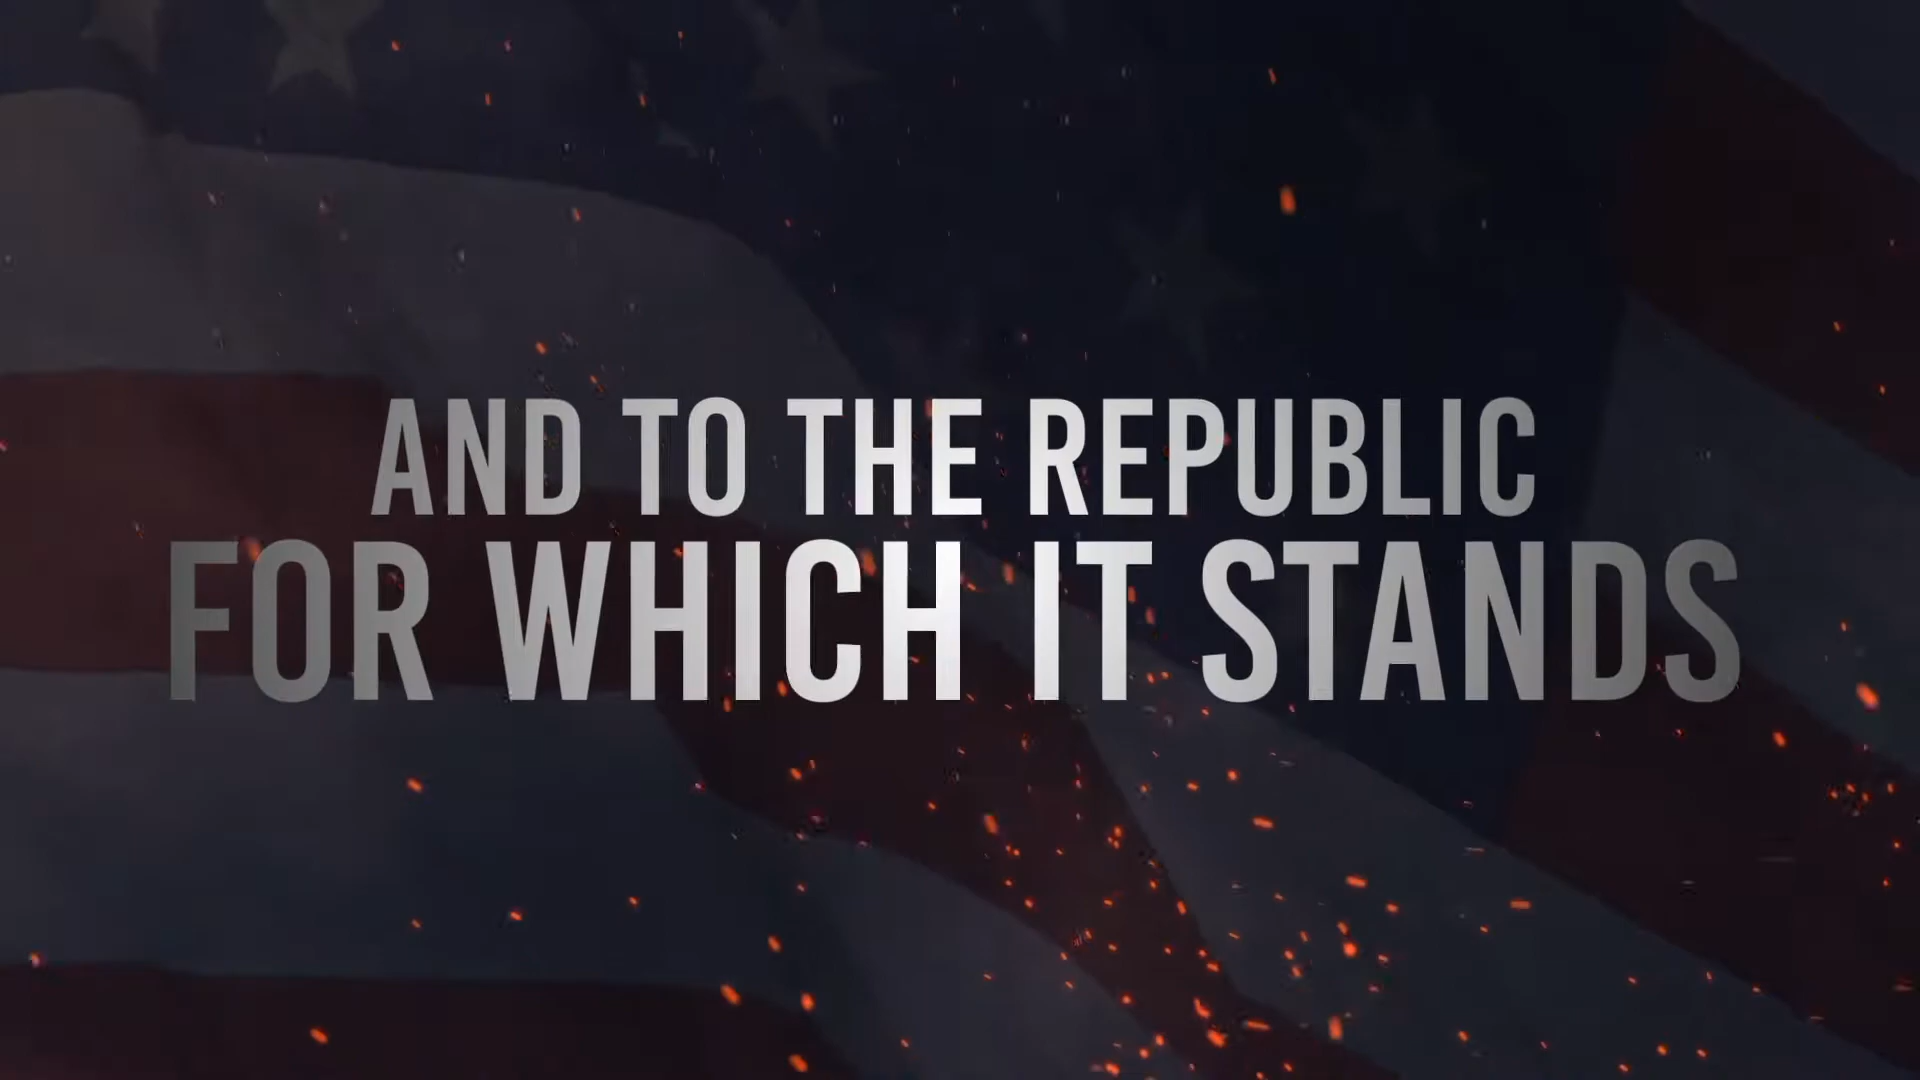 AND TO THE REPUBLIC
FOR WHICH IT STANDS